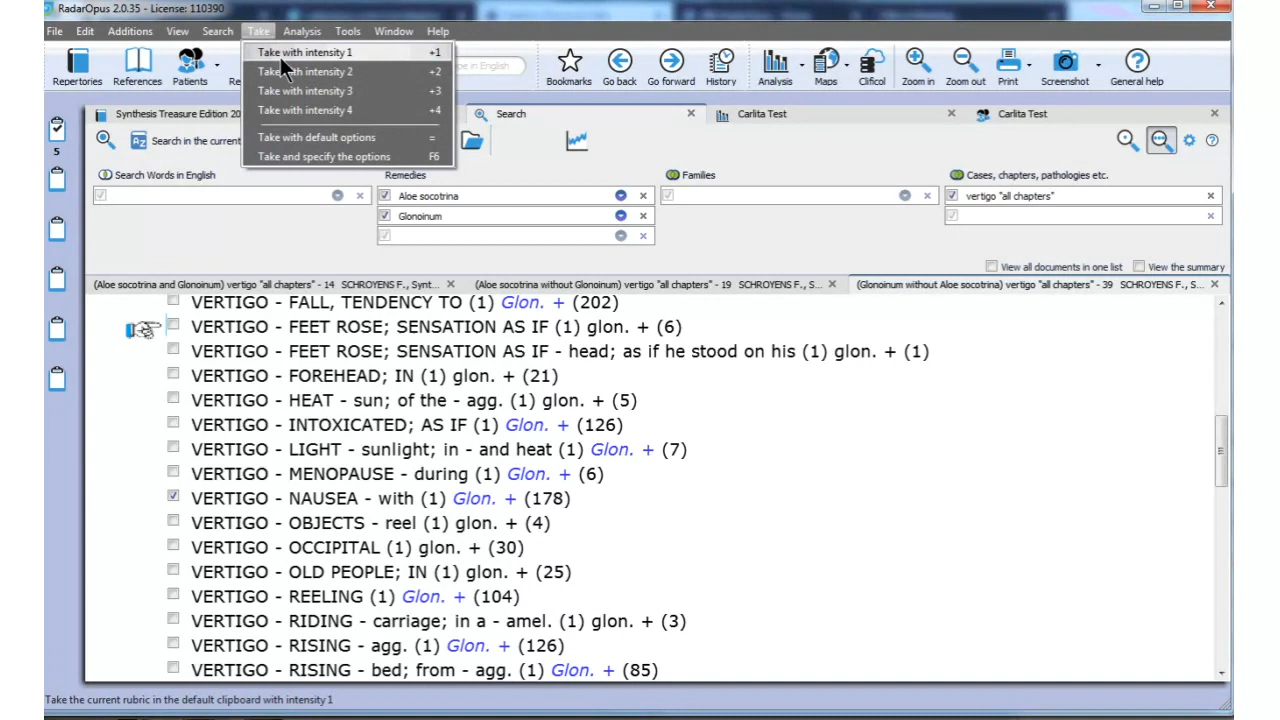 RadarOpus 2.0.35 - License: 110390
File Edit Additions View Search Take Analysis Tools Window Help
Take with intensity 1 +1
Take with intensity 2 +2
Take with intensity 3 +3
Take with intensity 4 +4
Take with default options =
Take and specify the options F6
pe in English
Repertories References Patients Re Bookmarks Go back Go forward History Analysis Maps Clificol Zoom in Zoom out Print Screenshot General help
Synthesis Treasure Edition 20 Search Carlita Test Carlita Test
5
Search in the current
Search Words in English Remedies Families Cases, chapters, pathologies etc.
Aloe socotrina vertigo "all chapters"
Glonoinum
View all documents in one list View the summary
(Aloe socotrina and Glonoinum) vertigo "all chapters" - 14 SCHROYENS F., Synt... (Aloe socotrina without Glonoinum) vertigo "all chapters" - 19 SCHROYENS F., S... (Glonoinum without Aloe socotrina) vertigo "all chapters" - 39 SCHROYENS F., S...
VERTIGO - FALL, TENDENCY TO (1) Glon. + (202)
VERTIGO - FEET ROSE; SENSATION AS IF (1) glon. + (6)
VERTIGO - FEET ROSE; SENSATION AS IF - head; as if he stood on his (1) glon. + (1)
VERTIGO - FOREHEAD; IN (1) glon. + (21)
VERTIGO - HEAT - sun; of the - agg. (1) glon. + (5)
VERTIGO - INTOXICATED; AS IF (1) Glon. + (126)
VERTIGO - LIGHT - sunlight; in - and heat (1) Glon. + (7)
VERTIGO - MENOPAUSE - during (1) Glon. + (6)
VERTIGO - NAUSEA - with (1) Glon. + (178)
VERTIGO - OBJECTS - reel (1) glon. + (4)
VERTIGO - OCCIPITAL (1) glon. + (30)
VERTIGO - OLD PEOPLE; IN (1) glon. + (25)
VERTIGO - REELING (1) Glon. + (104)
VERTIGO - RIDING - carriage; in a - amel. (1) glon. + (3)
VERTIGO - RISING - agg. (1) Glon. + (126)
VERTIGO - RISING - bed; from - agg. (1) Glon. + (85)
Take the current rubric in the default clipboard with intensity 1